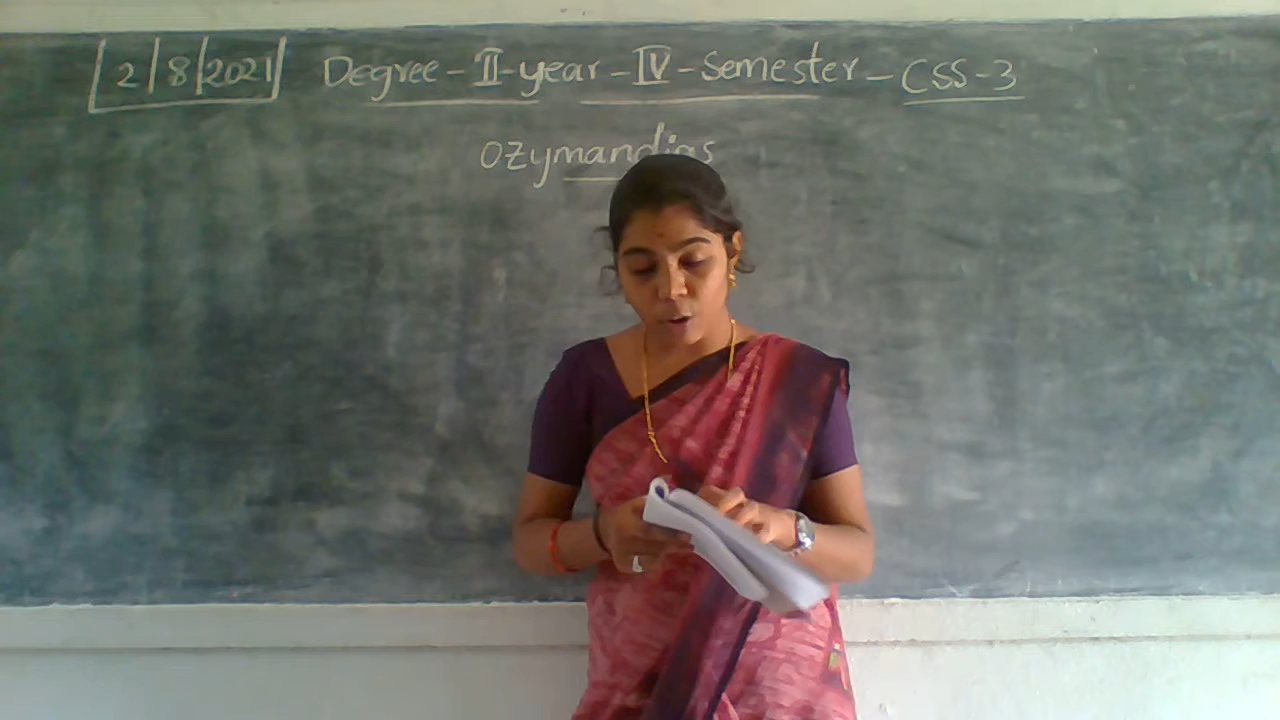 2/8/2021 Degree - II - year - IV - Semester - CSS-3
Ozymandias